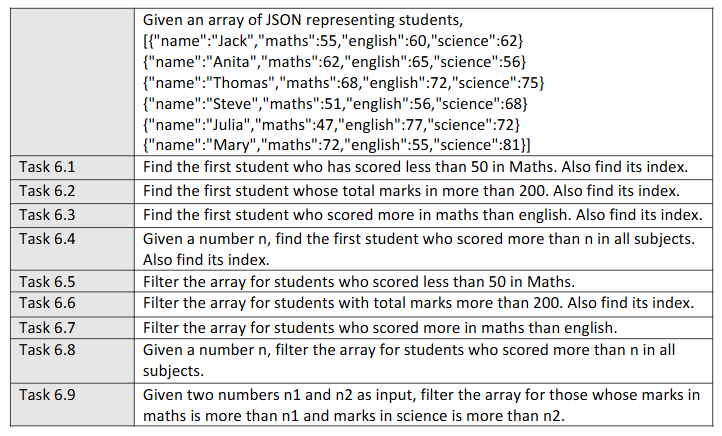 Given an array of JSON representing students,
[{"name":"Jack","maths":55,"english":60,"science":62}
{"name":"Anita","maths":62,"english":65,"science":56}
{"name":"Thomas","maths":68,"english":72,"science":75}
{"name":"Steve","maths":51,"english":56,"science":68}
{"name":"Julia","maths":47,"english":77,"science":72}
{"name":"Mary","maths":72,"english":55,"science":81}]
Task 6.1 Find the first student who has scored less than 50 in Maths. Also find its index.
Task 6.2 Find the first student whose total marks in more than 200. Also find its index.
Task 6.3 Find the first student who scored more in maths than english. Also find its index.
Task 6.4 Given a number n, find the first student who scored more than n in all subjects.
Also find its index.
Task 6.5 Filter the array for students who scored less than 50 in Maths.
Task 6.6 Filter the array for students with total marks more than 200. Also find its index.
Task 6.7 Filter the array for students who scored more in maths than english.
Task 6.8 Given a number n, filter the array for students who scored more than n in all
subjects.
Task 6.9 Given two numbers n1 and n2 as input, filter the array for those whose marks in
maths is more than n1 and marks in science is more than n2.